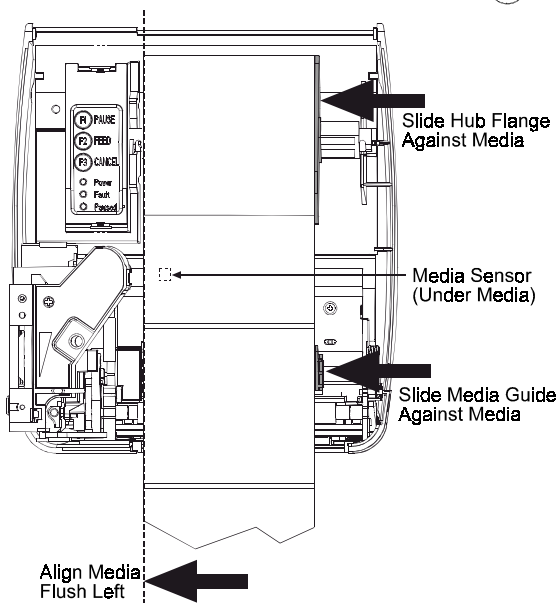 F1 PAUSE
F2 FEED
F3 CANCEL
Power
Fault
Paused
Slide Hub Flange
Against Media
Media Sensor
(Under Media)
Slide Media Guide
Against Media
Align Media
Flush Left